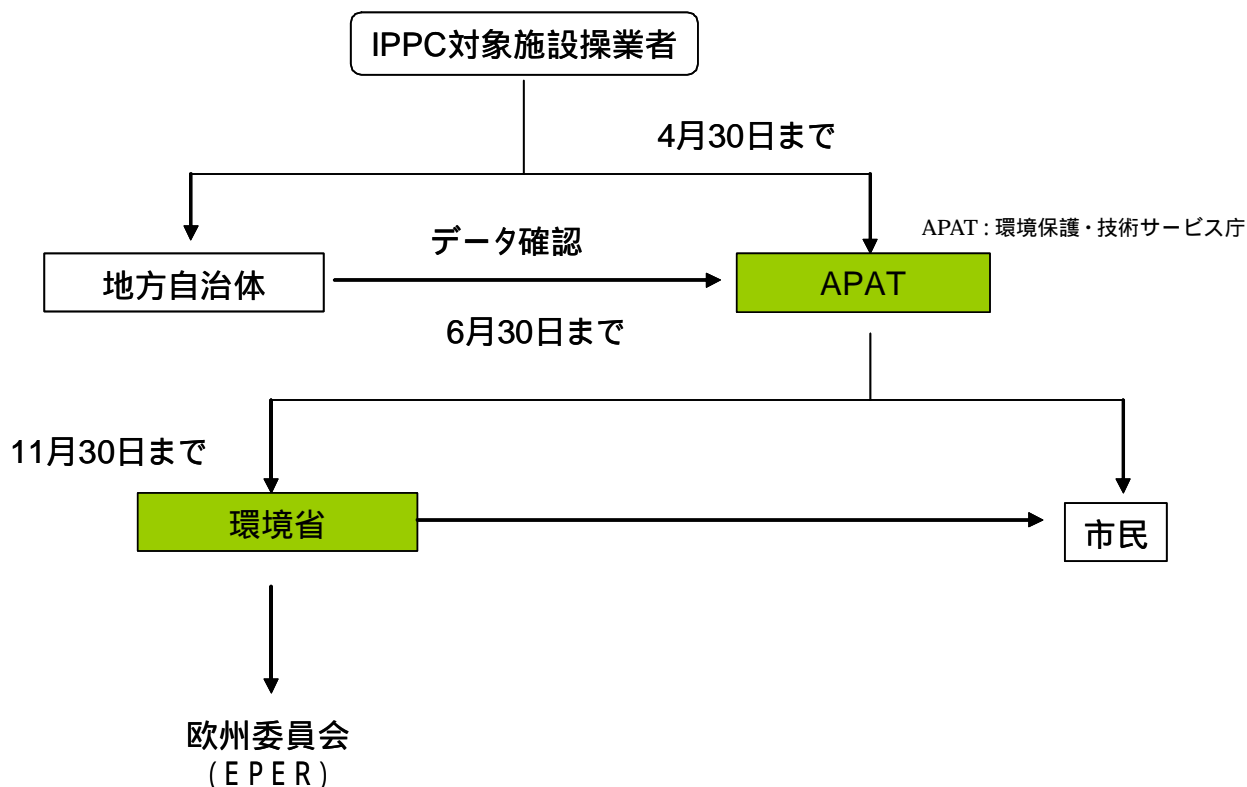 IPPC対象施設操業者
4月30日まで
APAT : 環境保護・技術サービス庁
データ確認
地方自治体
APAT
6月30日まで
11月30日まで
環境省
市民
欧州委員会
(EPER)